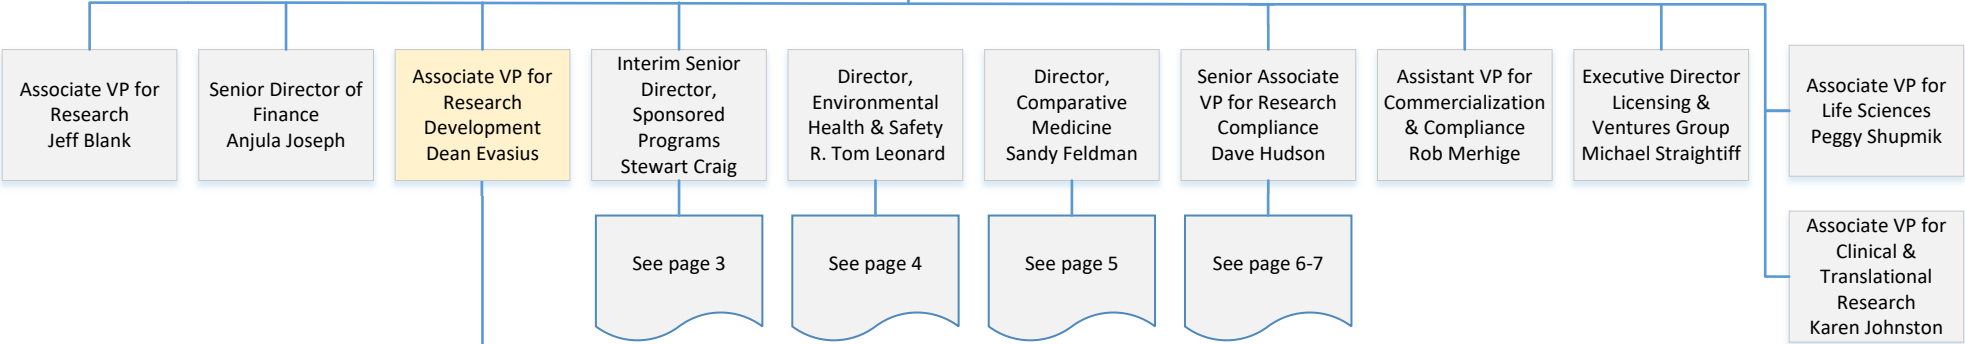 Associate VP for
Research
Jeff Blank
Senior Director of
Finance
Anjula Joseph
Associate VP for
Research
Development
Dean Evasius
Interim Senior
Director,
Sponsored
Programs
Stewart Craig
Director,
Environmental
Health & Safety
R. Tom Leonard
Director,
Comparative
Medicine
Sandy Feldman
Senior Associate
VP for Research
Compliance
Dave Hudson
Assistant VP for
Commercialization
& Compliance
Rob Merhige
Executive Director
Licensing &
Ventures Group
Michael Straightiff
Associate VP for
Life Sciences
Peggy Shupmik
See page 3
See page 4
See page 5
See page 6-7
Associate VP for
Clinical &
Translational
Research
Karen Johnston